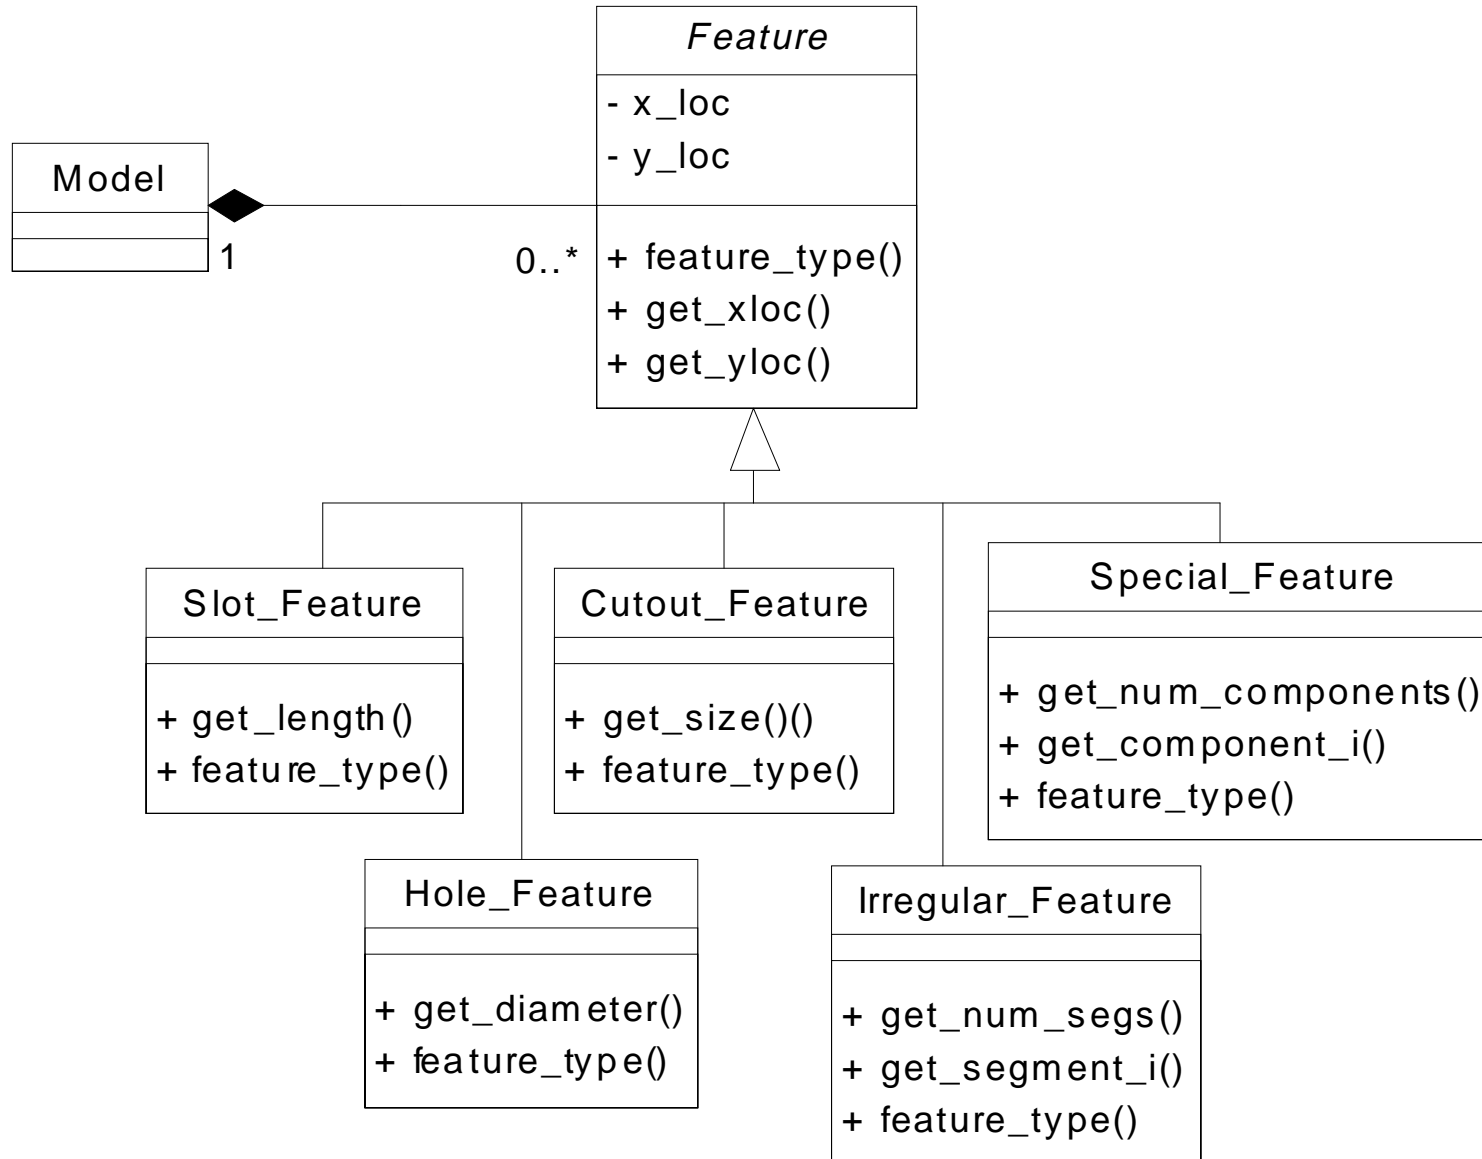 Feature
- x_loc
- y_loc
Model
1
0..*
+ feature_type()
+ get_xloc()
+ get_yloc()
Slot_Feature
+ get_length()
+ feature_type()
Cutout_Feature
+ get_size()()
+ feature_type()
Special_Feature
+ get_num_components()
+ get_component_i()
+ feature_type()
Hole_Feature
+ get_diameter()
+ feature_type()
Irregular_Feature
+ get_num_segs()
+ get_segment_i()
+ feature_type()